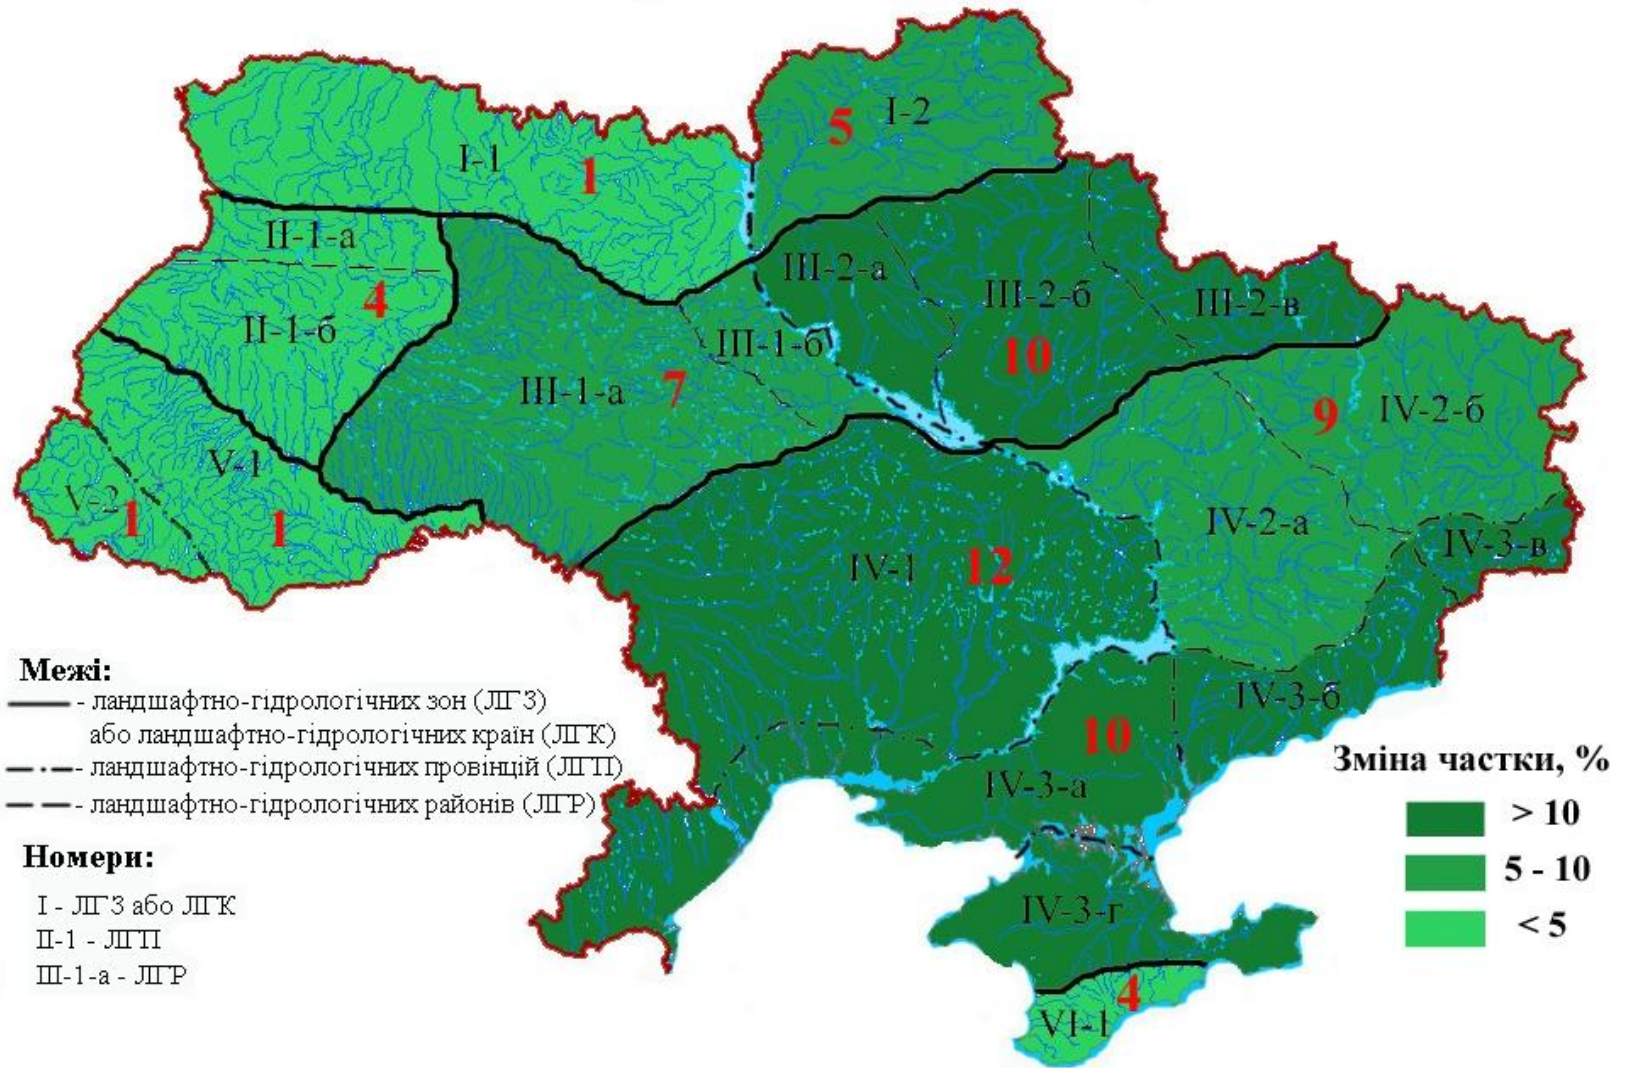 I-2
5
I-1
1
II-1-а
III-2-а
4
III-2-б
III-2-в
II-1-б
III-1-б
10
III-1-а
7
9
IV-2-б
V-1
V-2
1
1
IV-2-а
IV-3-в
IV-1
12
Межі:
- ландшафтно-гідрологічних зон (ЛГЗ)
або ландшафтно-гідрологічних країн (ЛГК)
- ландшафтно-гідрологічних провінцій (ЛГП)
- ландшафтно-гідрологічних районів (ЛГР)
IV-3-б
10
IV-3-а
Зміна частки, %
> 10
5 - 10
< 5
Номери:
I - ЛГЗ або ЛГК
II-1 - ЛГП
III-1-а - ЛГР
IV-3-г
4
VI-1